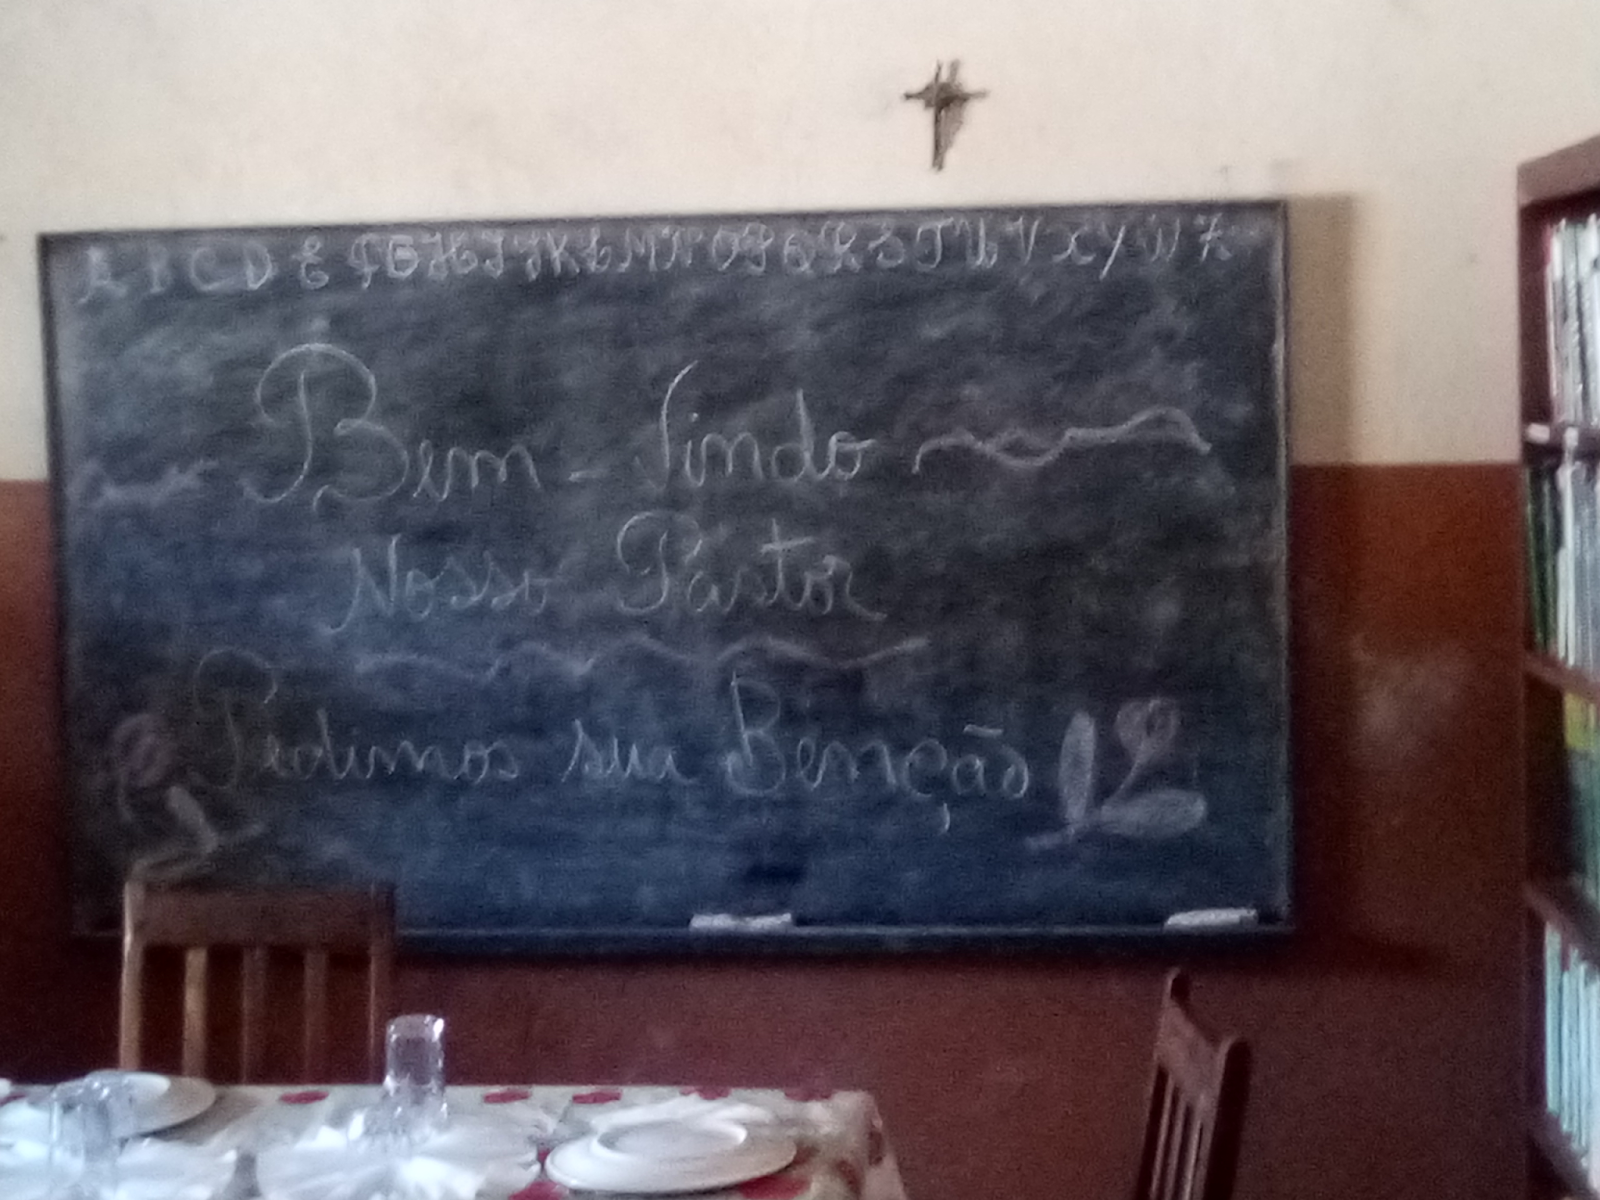 A B C D E F G H I J K L M N O P Q R S T U V X Y W Z
Bem - Vindo
Nosso Pastor
Pedimos sua Benção